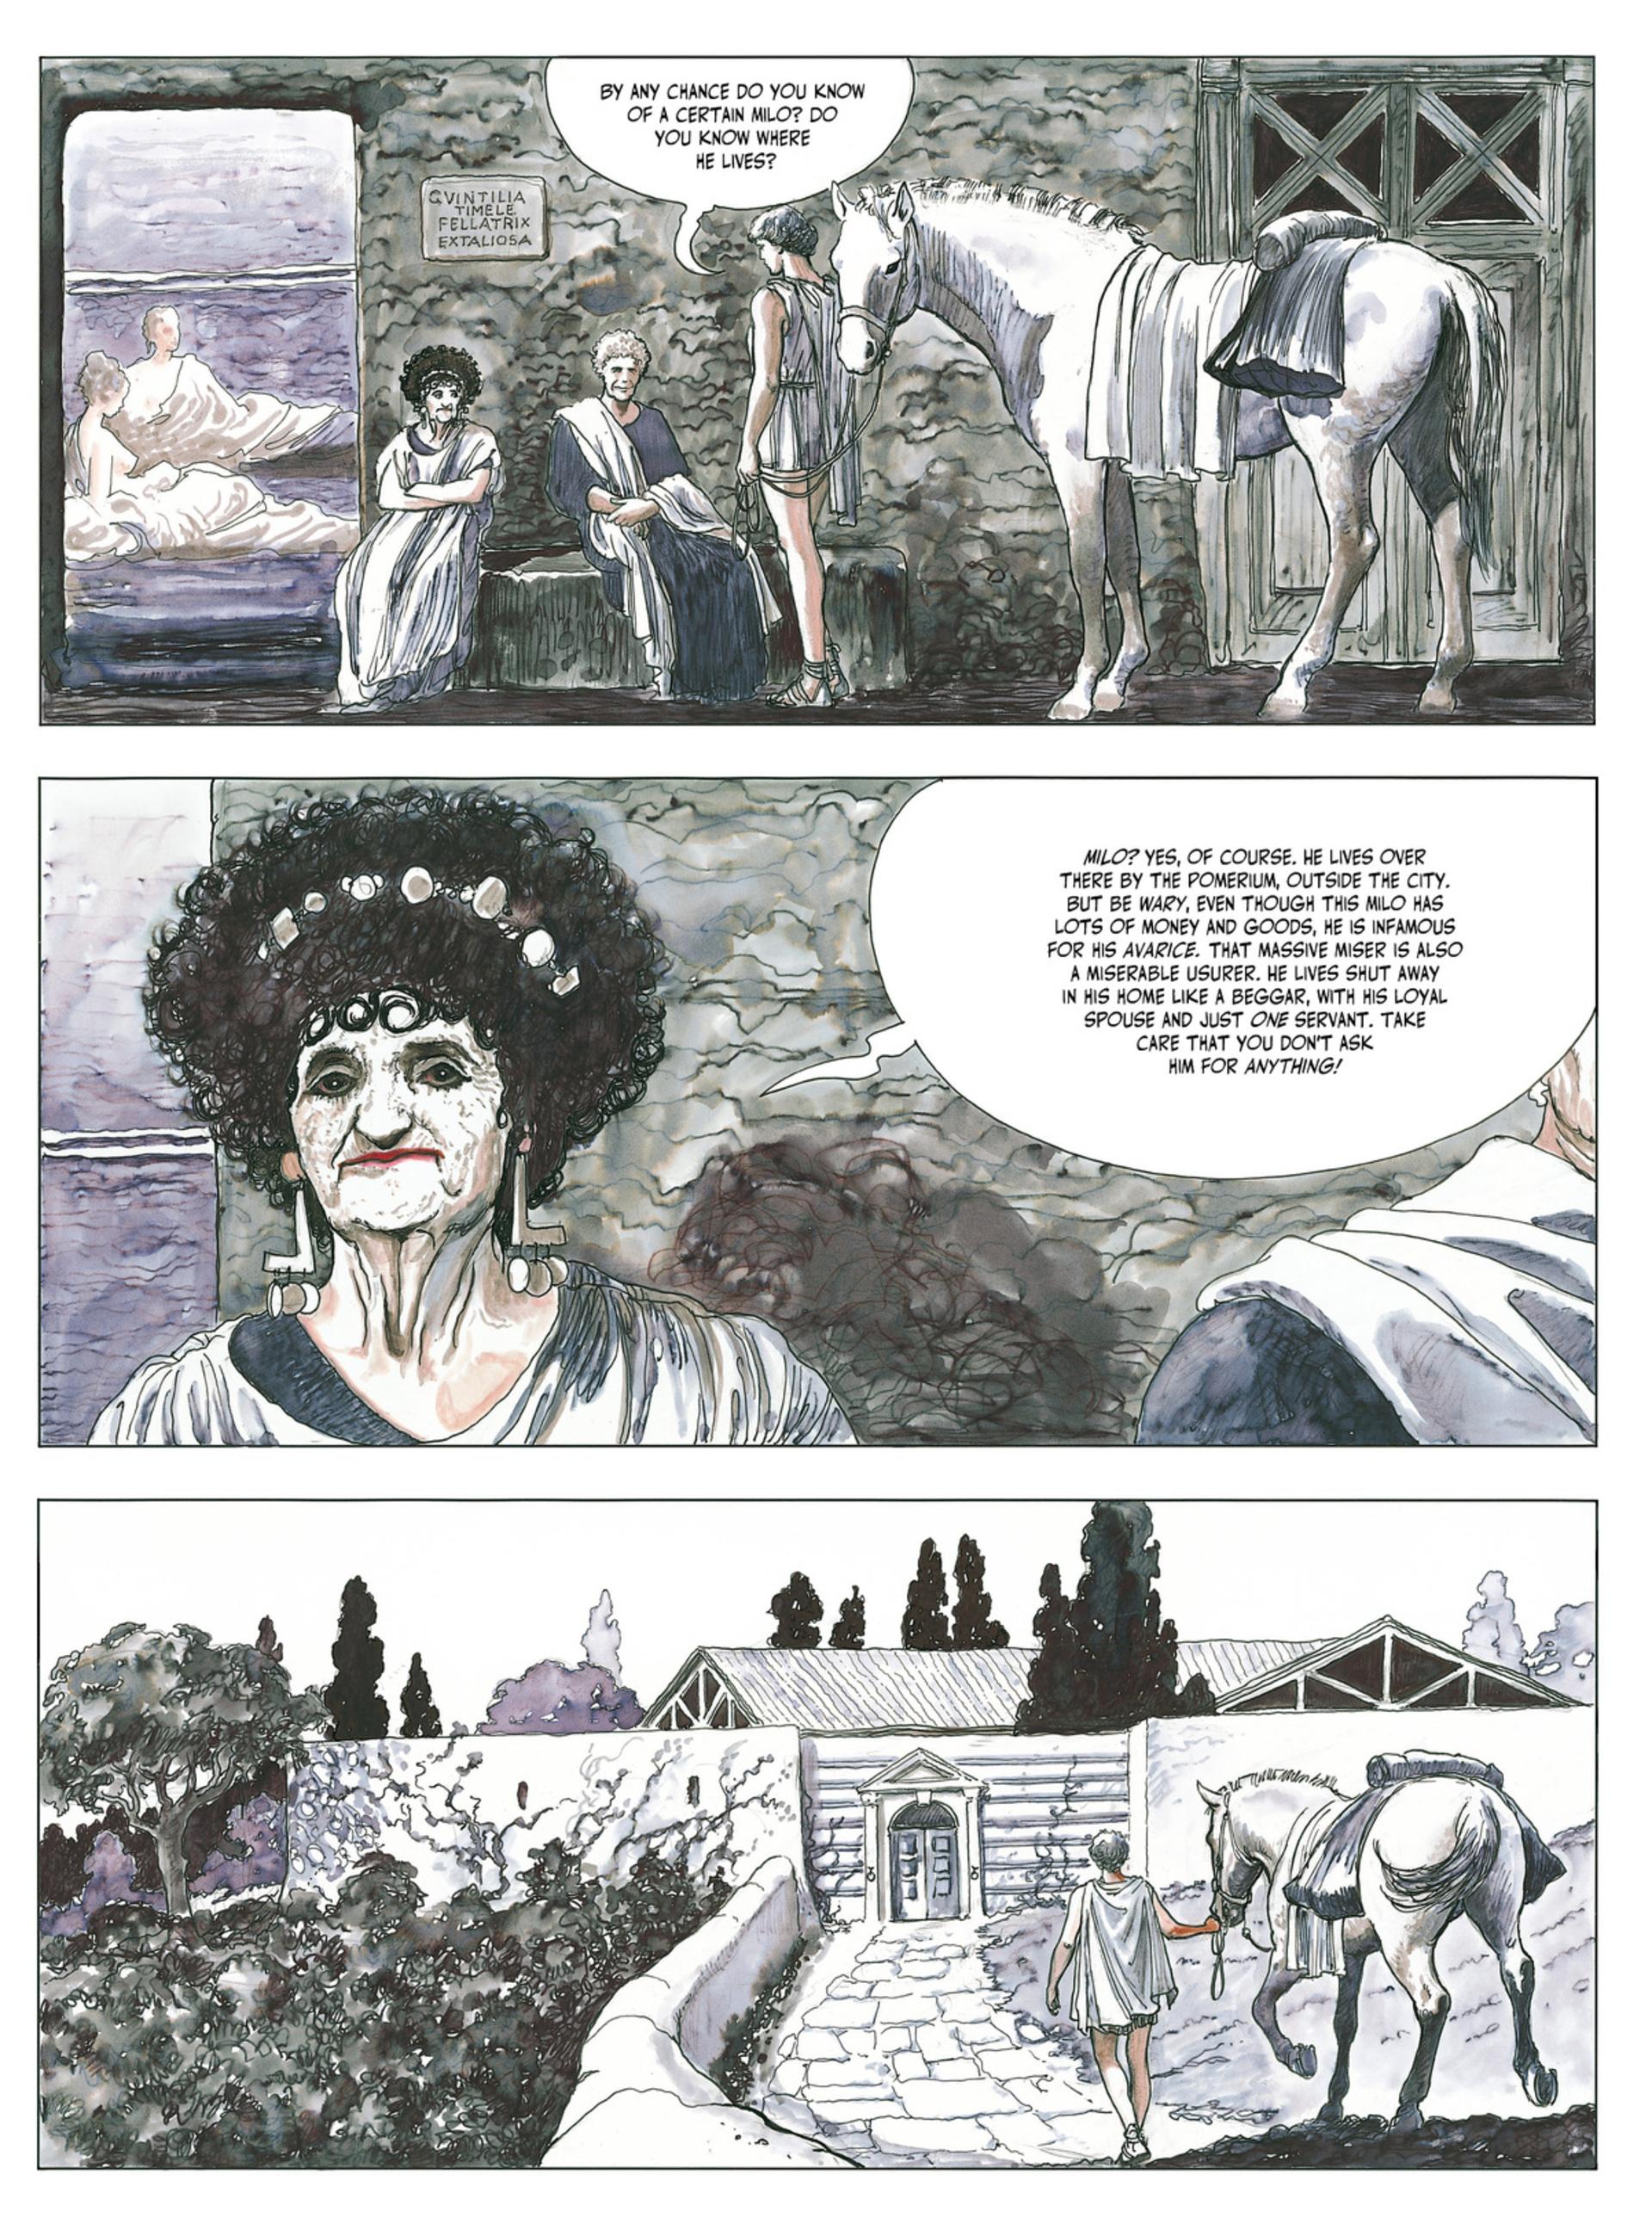 BY ANY CHANCE DO YOU KNOW
OF A CERTAIN MILO? DO
YOU KNOW WHERE
HE LIVES?
QVINTILIA
TIMELE
FELLATRIX
EXTALIOSA
MILO? YES, OF COURSE. HE LIVES OVER
THERE BY THE POMERIUM, OUTSIDE THE CITY.
BUT BE WARY, EVEN THOUGH THIS MILO HAS
LOTS OF MONEY AND GOODS, HE IS INFAMOUS
FOR HIS AVARICE. THAT MASSIVE MISER IS ALSO
A MISERABLE USURER. HE LIVES SHUT AWAY
IN HIS HOME LIKE A BEGGAR, WITH HIS LOYAL
SPOUSE AND JUST ONE SERVANT. TAKE
CARE THAT YOU DON'T ASK
HIM FOR ANYTHING!